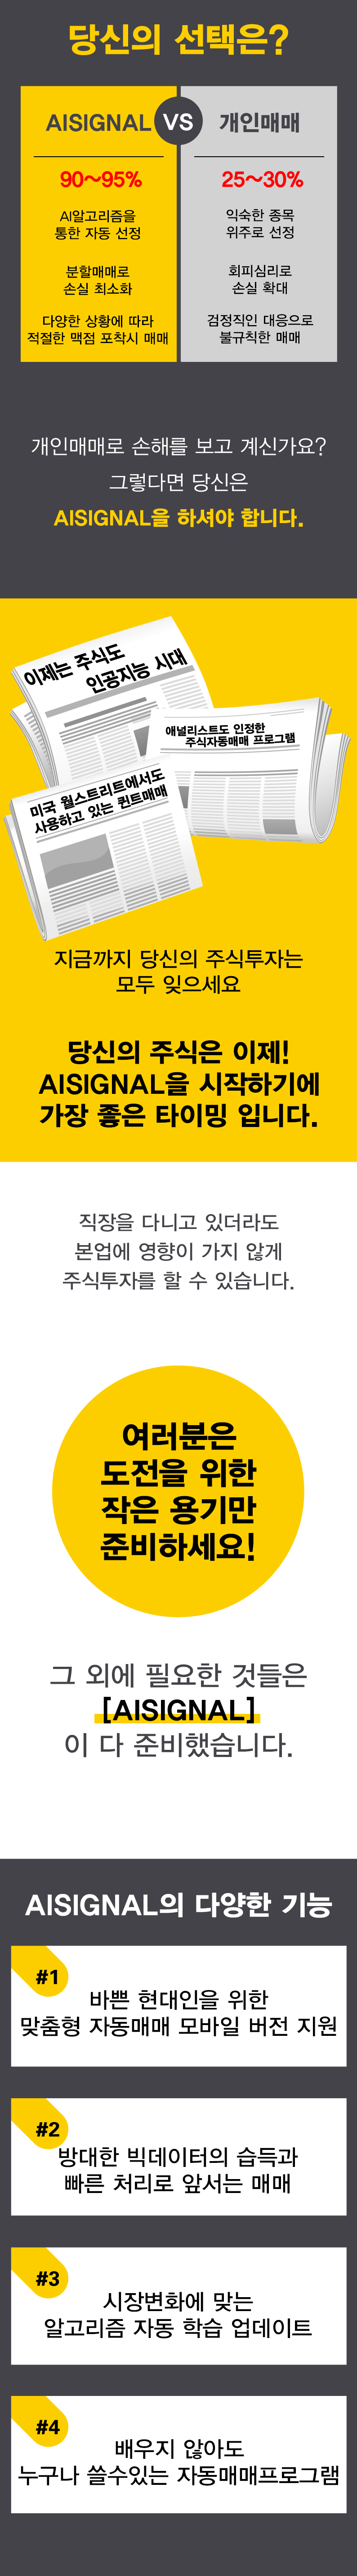 당신의 선택은?
AISIGNAL VS 개인매매
90~95%
AI알고리즘을
통한 자동 선정
분할매매로
손실 최소화
다양한 상황에 따라
적절한 맥점 포착시 매매
25~30%
익숙한 종목
위주로 선정
회피심리로
손실 확대
검정직인 대응으로
불규칙한 매매
개인매매로 손해를 보고 계신가요?
그렇다면 당신은
AISIGNAL을 하셔야 합니다.
이제는 주식도
인공지능 시대
애널리스트도 인정한
주식자동매매 프로그램
미국 월스트리트에서도
사용하고 있는 퀀트매매
지금까지 당신의 주식투자는
모두 잊으세요
당신의 주식은 이제!
AISIGNAL을 시작하기에
가장 좋은 타이밍 입니다.
직장을 다니고 있더라도
본업에 영향이 가지 않게
주식투자를 할 수 있습니다.
여러분은
도전을 위한
작은 용기만
준비하세요!
그 외에 필요한 것들은
[AISIGNAL]
이 다 준비했습니다.
AISIGNAL의 다양한 기능
#1
바쁜 현대인을 위한
맞춤형 자동매매 모바일 버전 지원
#2
방대한 빅데이터의 습득과
빠른 처리로 앞서는 매매
#3
시장변화에 맞는
알고리즘 자동 학습 업데이트
#4
배우지 않아도
누구나 쓸수있는 자동매매프로그램